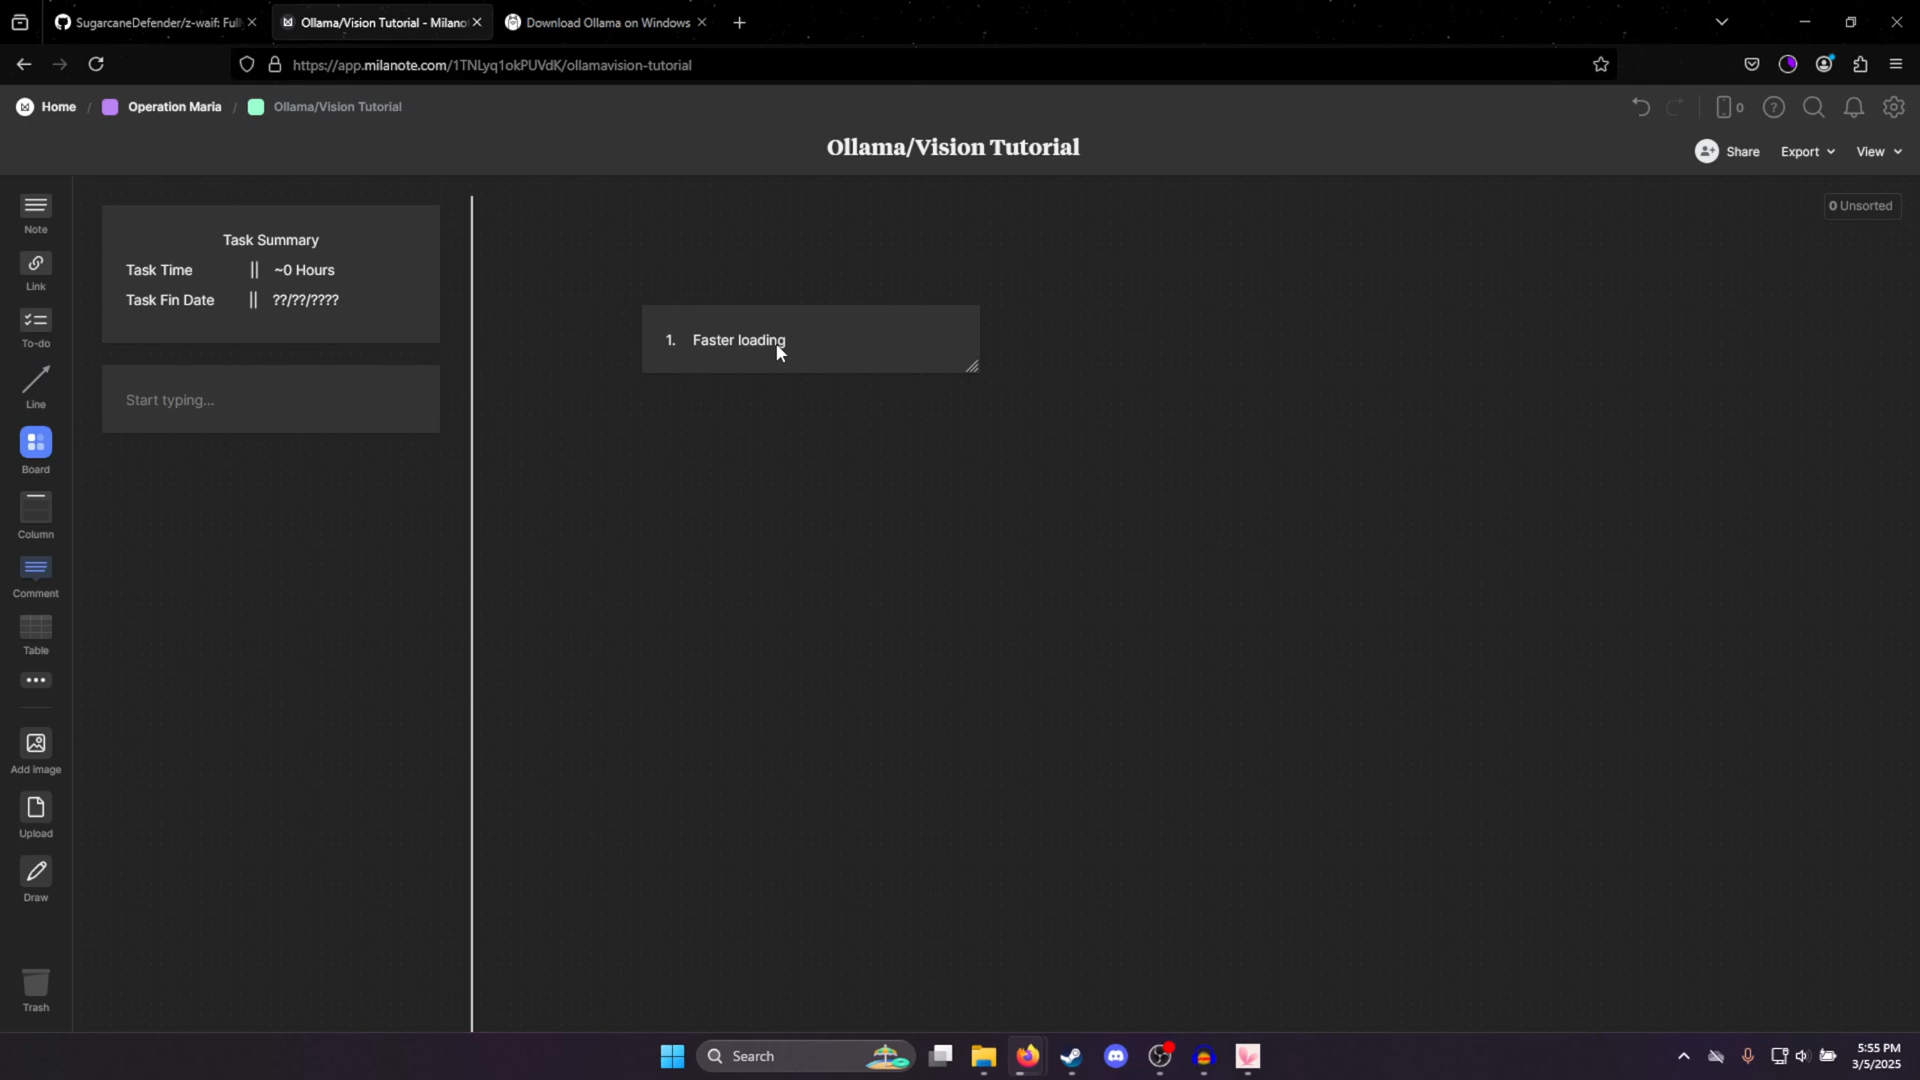 SugarcaneDefender/z-waif: Full
Ollama/Vision Tutorial - Milano
Download Ollama on Windows
https://app.milanote.com/1TNLyq1okPUVdK/ollamavision-tutorial
Home / Operation Maria / Ollama/Vision Tutorial
0
Ollama/Vision Tutorial
Share
Export
View
0 Unsorted
Note
Link
To-do
Line
Board
Column
Comment
Table
Add image
Upload
Draw
Trash
Task Summary
Task Time || ~0 Hours
Task Fin Date || ??/??/????
Start typing...
1. Faster loading
Search
5:55 PM
3/5/2025